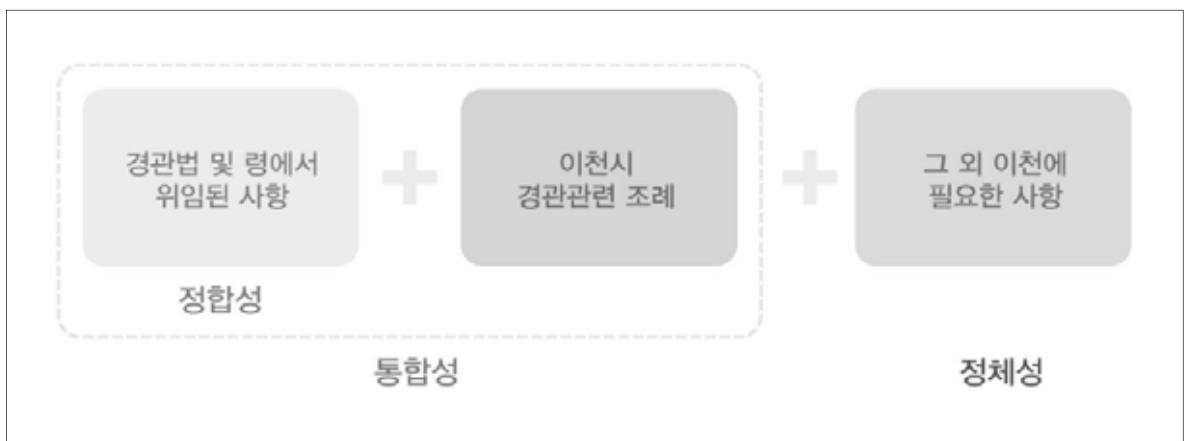 경관법 및 령에서
위임된 사항
이천시
경관관련 조례
그 외 이천에
필요한 사항
정합성
통합성
정체성